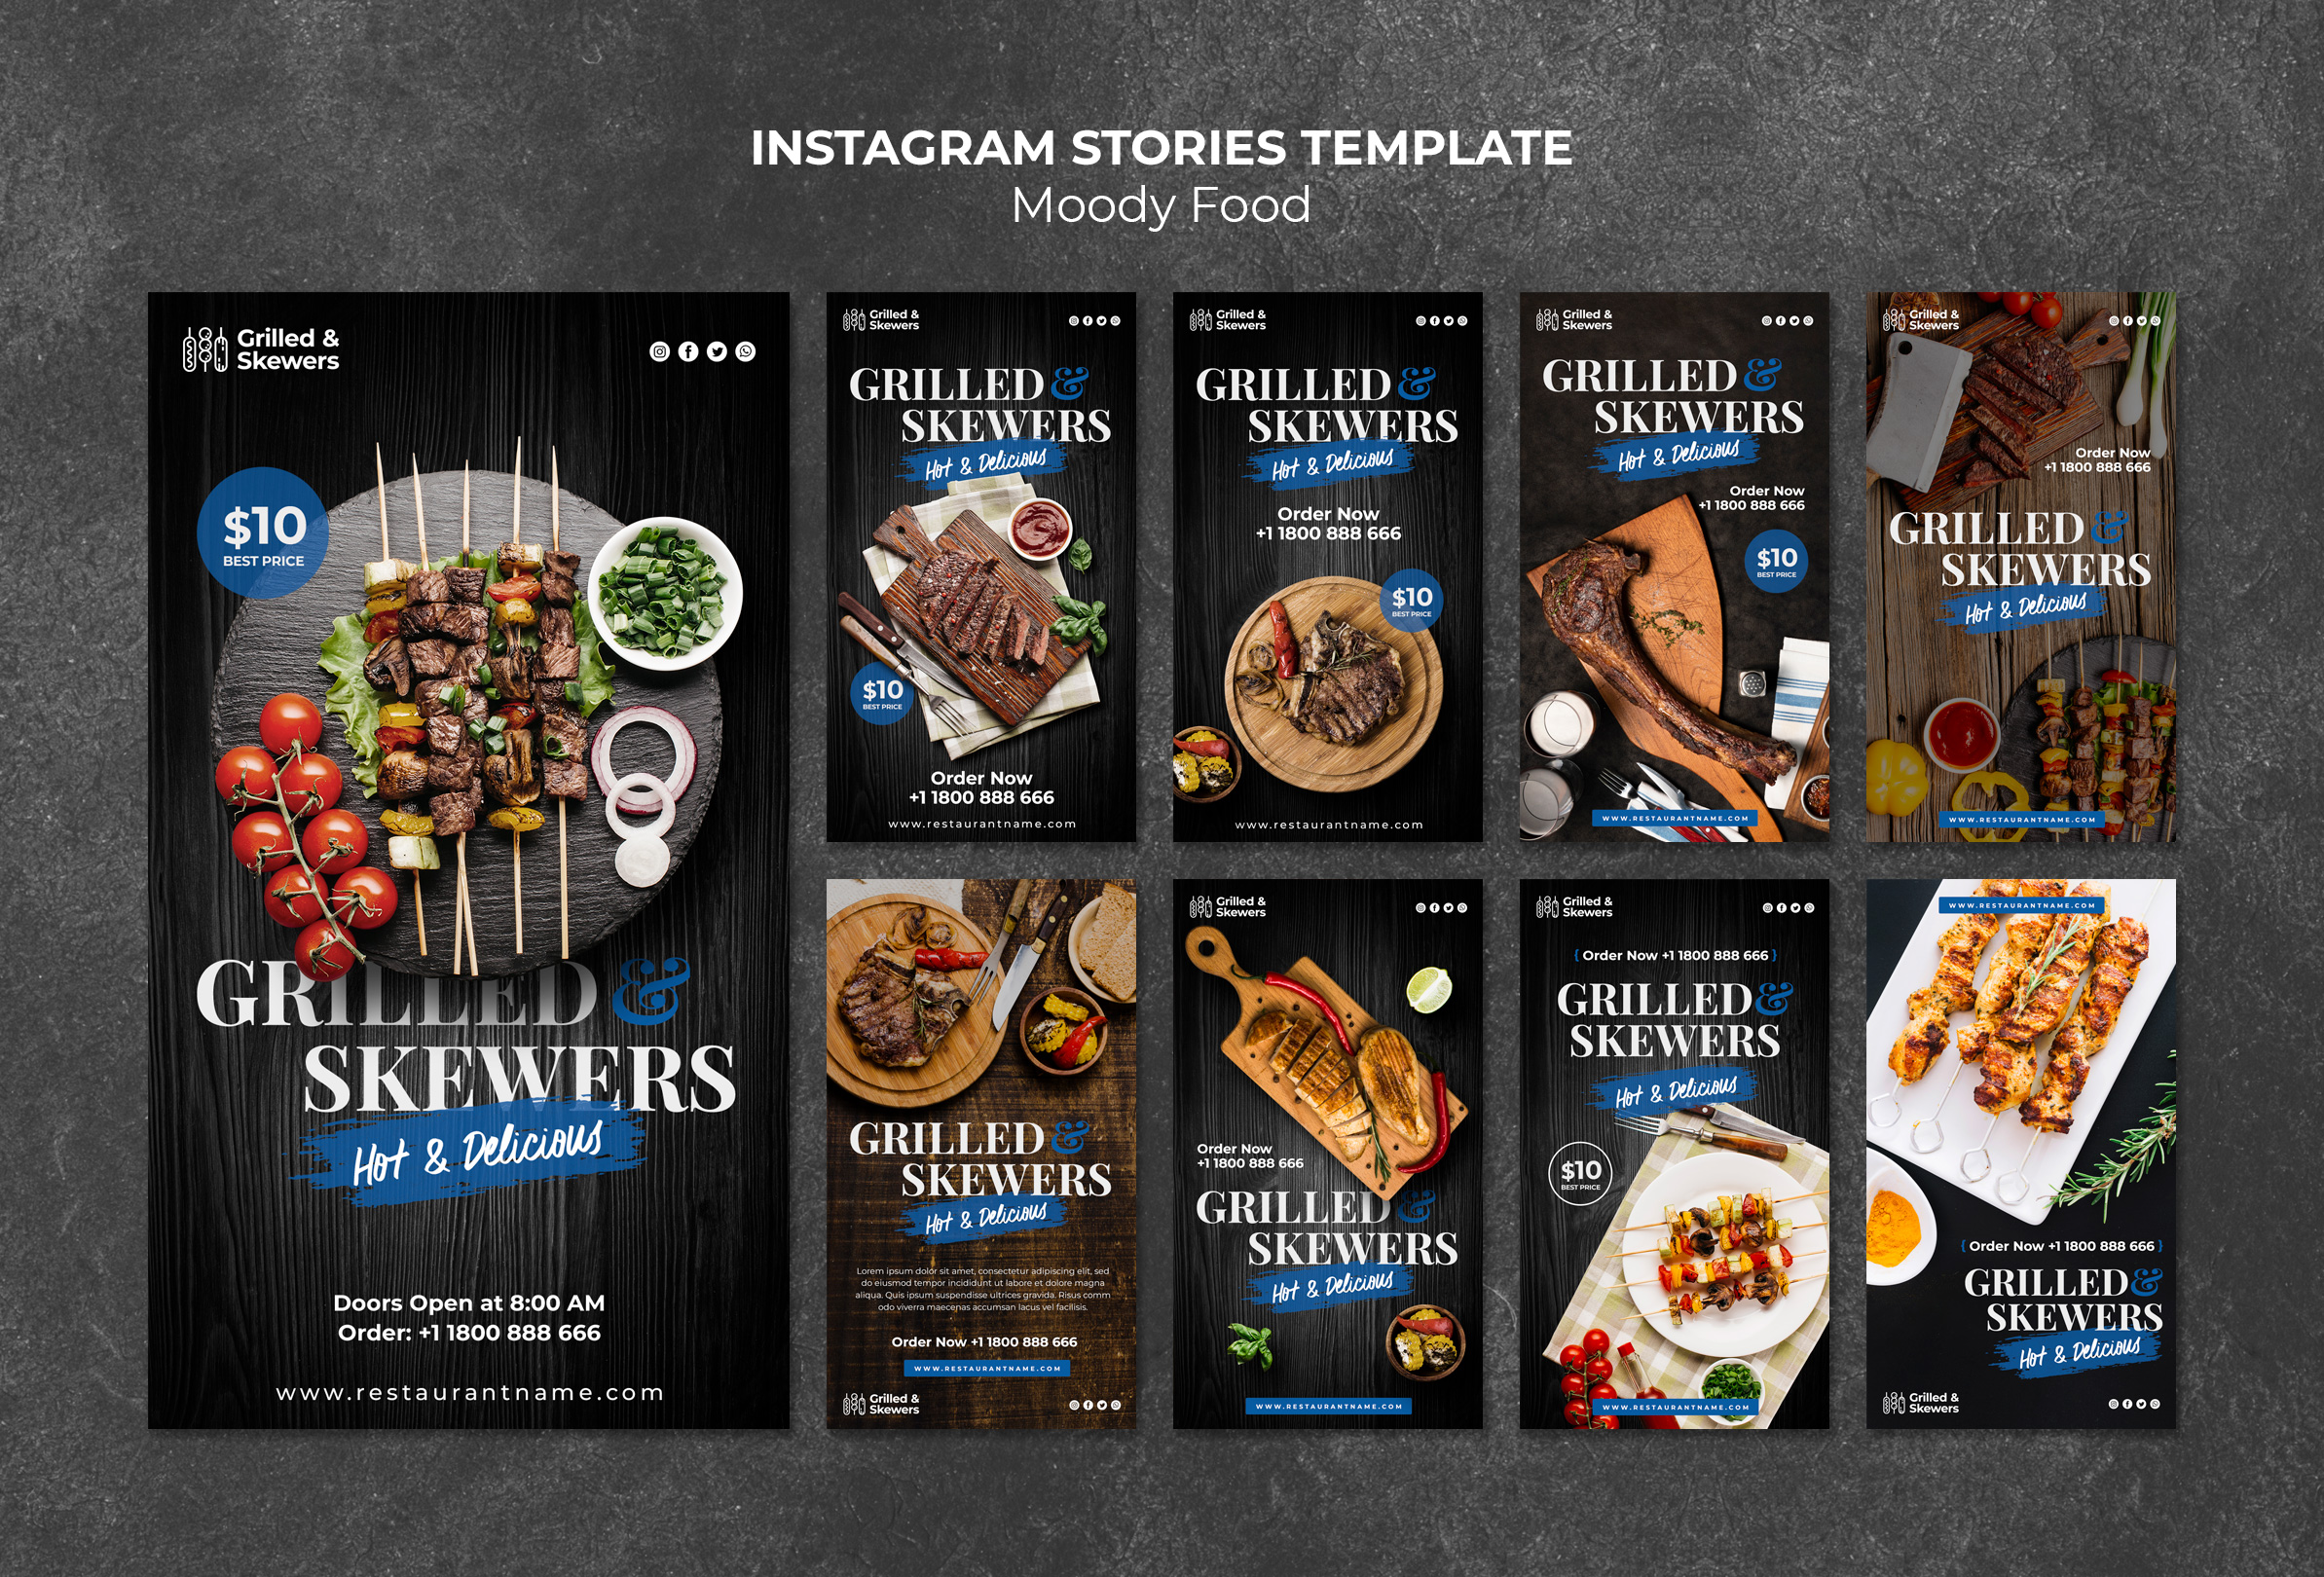 INSTAGRAM STORIES TEMPLATE
Moody Food
Grilled &
Skewers
$10
BEST PRICE
GRILLED &
SKEWERS
Hot & Delicious
Doors Open at 8:00 AM
Order: +1 1800 888 666
www.restaurantname.com
Grilled &
Skewers
GRILLED &
SKEWERS
Hot & Delicious
$10
BEST PRICE
Order Now
+1 1800 888 666
www.restaurantname.com
Grilled &
Skewers
GRILLED &
SKEWERS
Hot & Delicious
Order Now
+1 1800 888 666
$10
BEST PRICE
www.restaurantname.com
Grilled &
Skewers
GRILLED &
SKEWERS
Hot & Delicious
Order Now
+1 1800 888 666
$10
BEST PRICE
WWW.RESTAURANTNAME.COM
Grilled &
Skewers
Order Now
+1 1800 888 666
GRILLED &
SKEWERS
Hot & Delicious
WWW.RESTAURANTNAME.COM
GRILLED &
SKEWERS
Hot & Delicious
Lorem ipsum dolor sit amet, consectetur adipiscing elit, sed
do eiusmod tempor incididunt ut labore et dolore magna
aliqua. Quis ipsum suspendisse ultrices gravida. Risus comm
odo viverra maecenas accumsan lacus vel facilisis.
Order Now +1 1800 888 666
WWW.RESTAURANTNAME.COM
Grilled &
Skewers
Grilled &
Skewers
Order Now
+1 1800 888 666
GRILLED &
SKEWERS
Hot & Delicious
WWW.RESTAURANTNAME.COM
Grilled &
Skewers
{ Order Now +1 1800 888 666 }
GRILLED &
SKEWERS
Hot & Delicious
$10
BEST PRICE
WWW.RESTAURANTNAME.COM
WWW.RESTAURANTNAME.COM
{ Order Now +1 1800 888 666 }
GRILLED &
SKEWERS
Hot & Delicious
Grilled &
Skewers